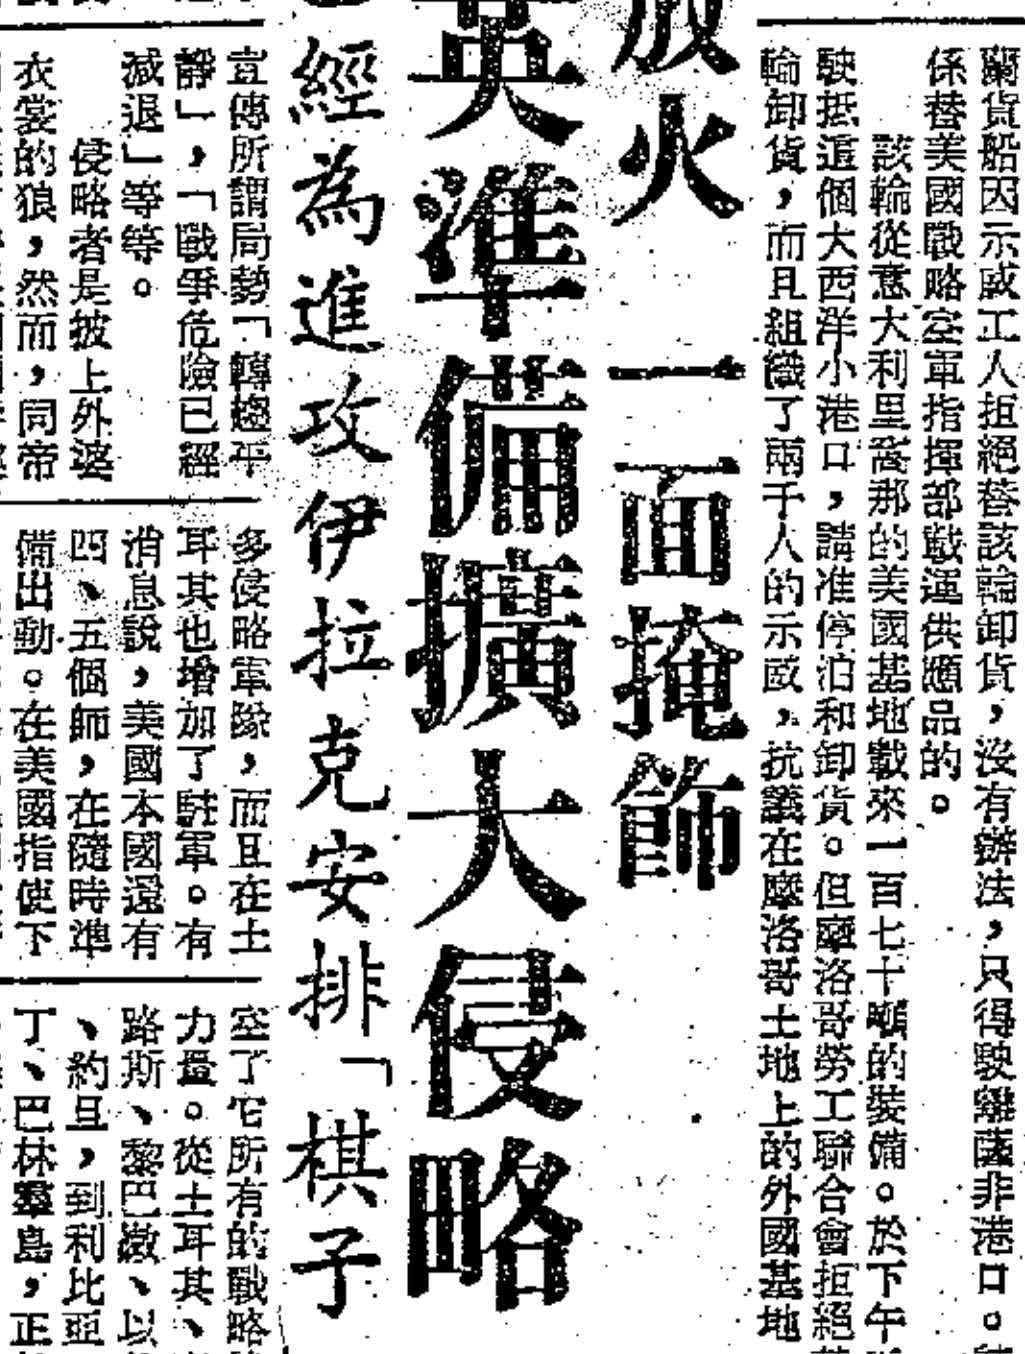 蘭貨船因示威工人拒絕替該輪卸貨，沒有辦法，只得駛離薩非港口。
係替美國戰略空軍指揮部載運供應品的。
該輪從意大利里窩那的美國基地載來一百七十噸的裝備。於下午
駛抵這個大西洋小港口，請准停泊和卸貨。但摩洛哥勞工聯合會拒絕
輪卸貨，而且組織了兩千人的示威，抗議在摩洛哥土地上的外國基地
放火 一面掩飾
英準備擴大侵略
經為進攻伊拉克安排「棋子
宣傳所謂局勢「轉趨平
靜」，「戰爭危險已經
減退」等等。
侵略者是披上外婆
衣裳的狼，然而，同帝
多侵略軍隊，而且在土
耳其也增加了駐軍。有
消息說，美國本國還有
四、五個師，在隨時準
備出動。在美國指使下
空了它所有的戰略
力量。從土耳其、
路斯、黎巴嫩、以
、約旦，到利比亞
丁、巴林羣島，正